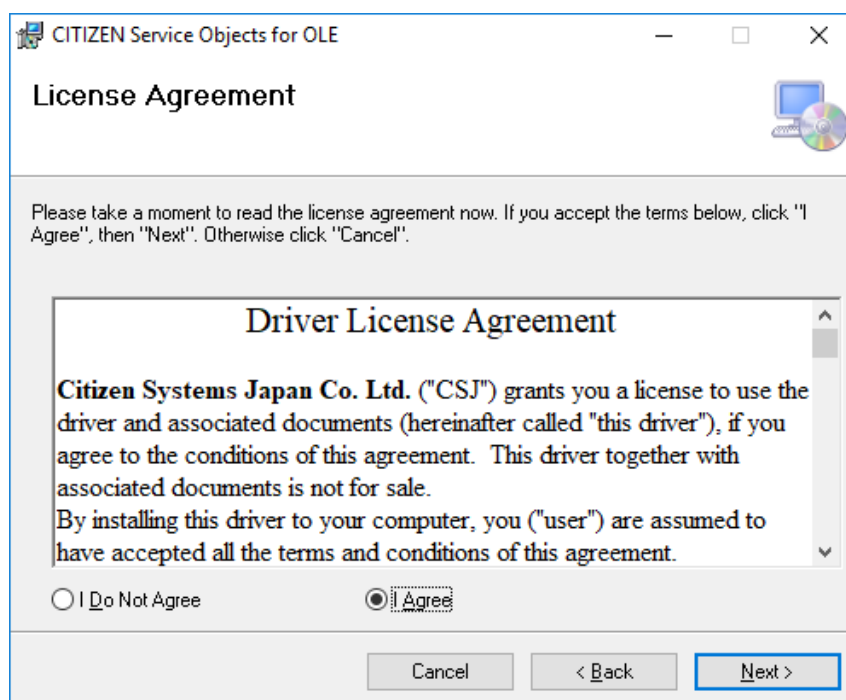 CITIZEN Service Objects for OLE
License Agreement
Please take a moment to read the license agreement now. If you accept the terms below, click "I
Agree", then "Next". Otherwise click "Cancel".
Driver License Agreement
Citizen Systems Japan Co. Ltd. ("CSJ") grants you a license to use the
driver and associated documents (hereinafter called "this driver"), if you
agree to the conditions of this agreement.  This driver together with
associated documents is not for sale.
By installing this driver to your computer, you ("user") are assumed to
have accepted all the terms and conditions of this agreement.
I Do Not Agree
I Agree
Cancel
< Back
Next >